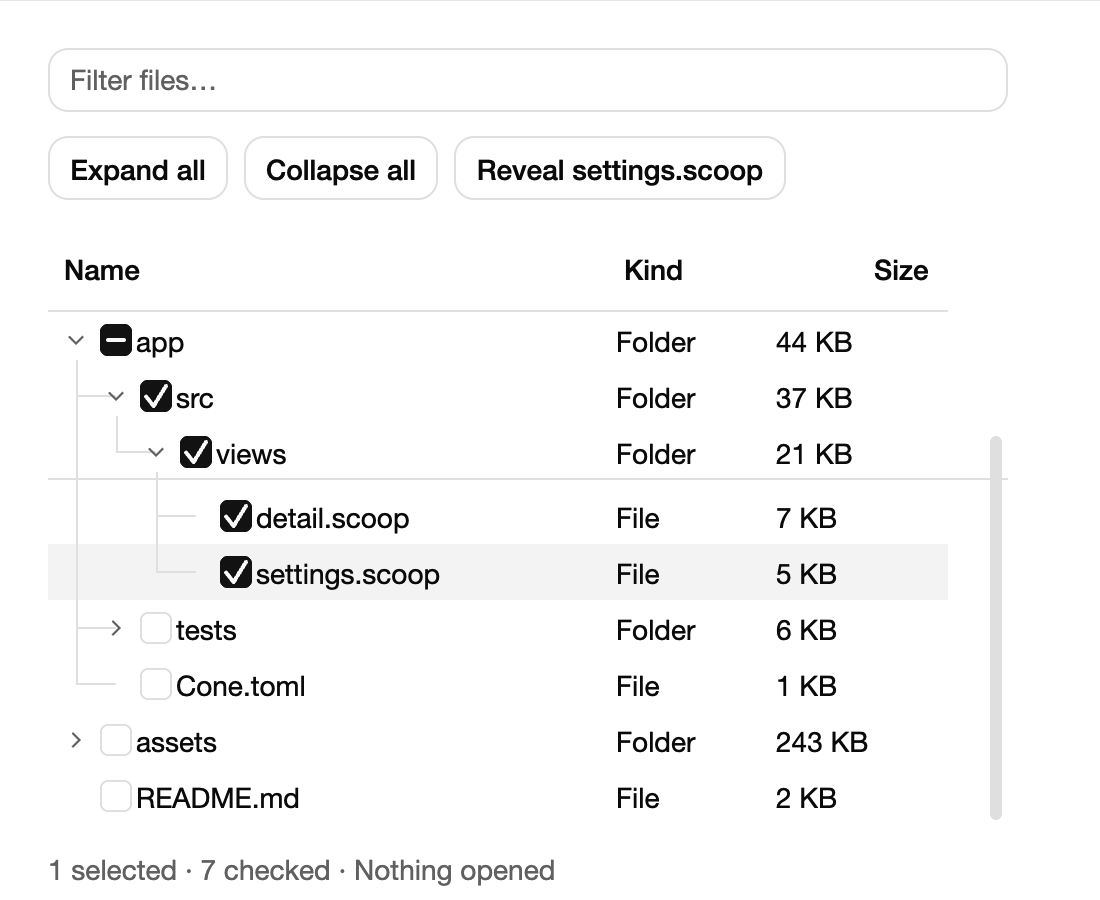 Filter files…
Expand all Collapse all Reveal settings.scoop
Name Kind Size
app Folder 44 KB
src Folder 37 KB
views Folder 21 KB
detail.scoop File 7 KB
settings.scoop File 5 KB
tests Folder 6 KB
Cone.toml File 1 KB
assets Folder 243 KB
README.md File 2 KB
1 selected · 7 checked · Nothing opened